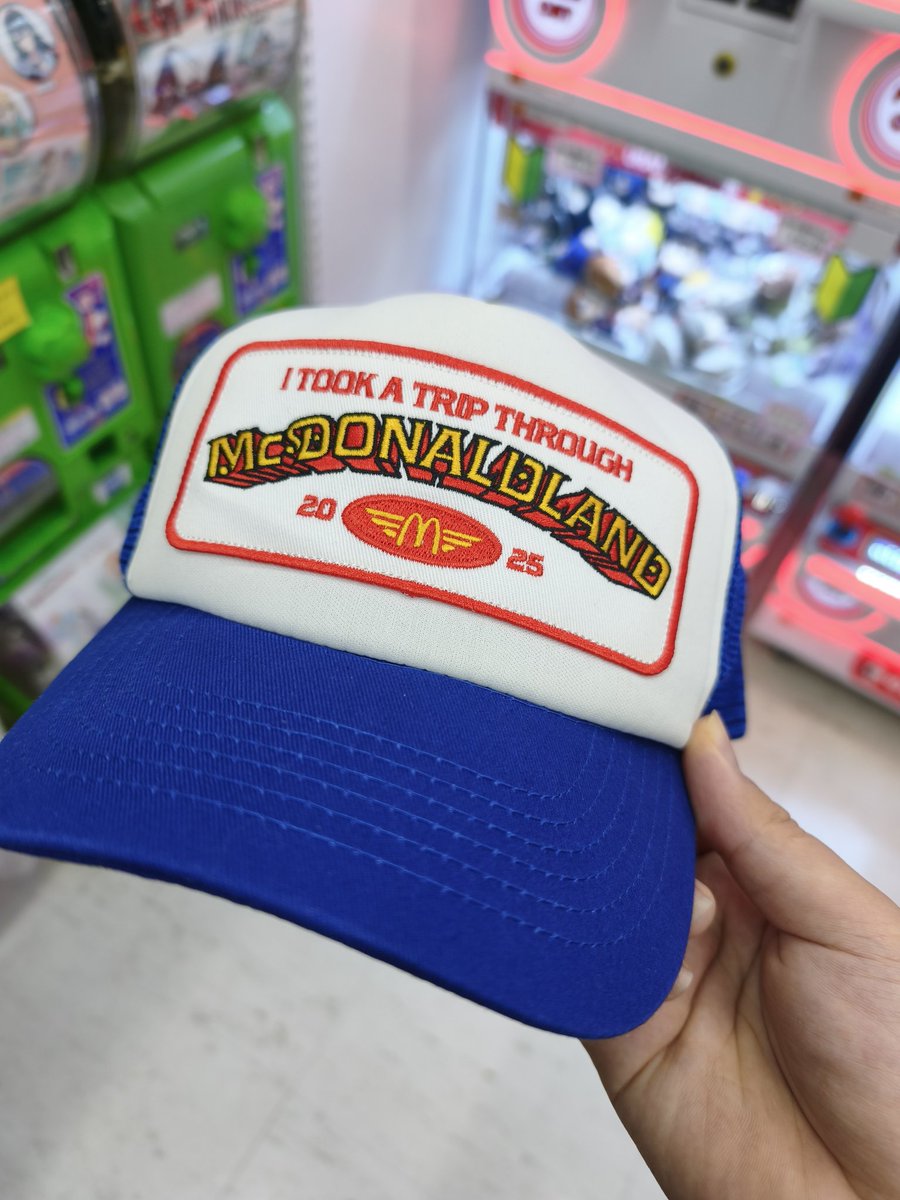 I TOOK A TRIP THROUGH
McDONALDLAND
20 M 25